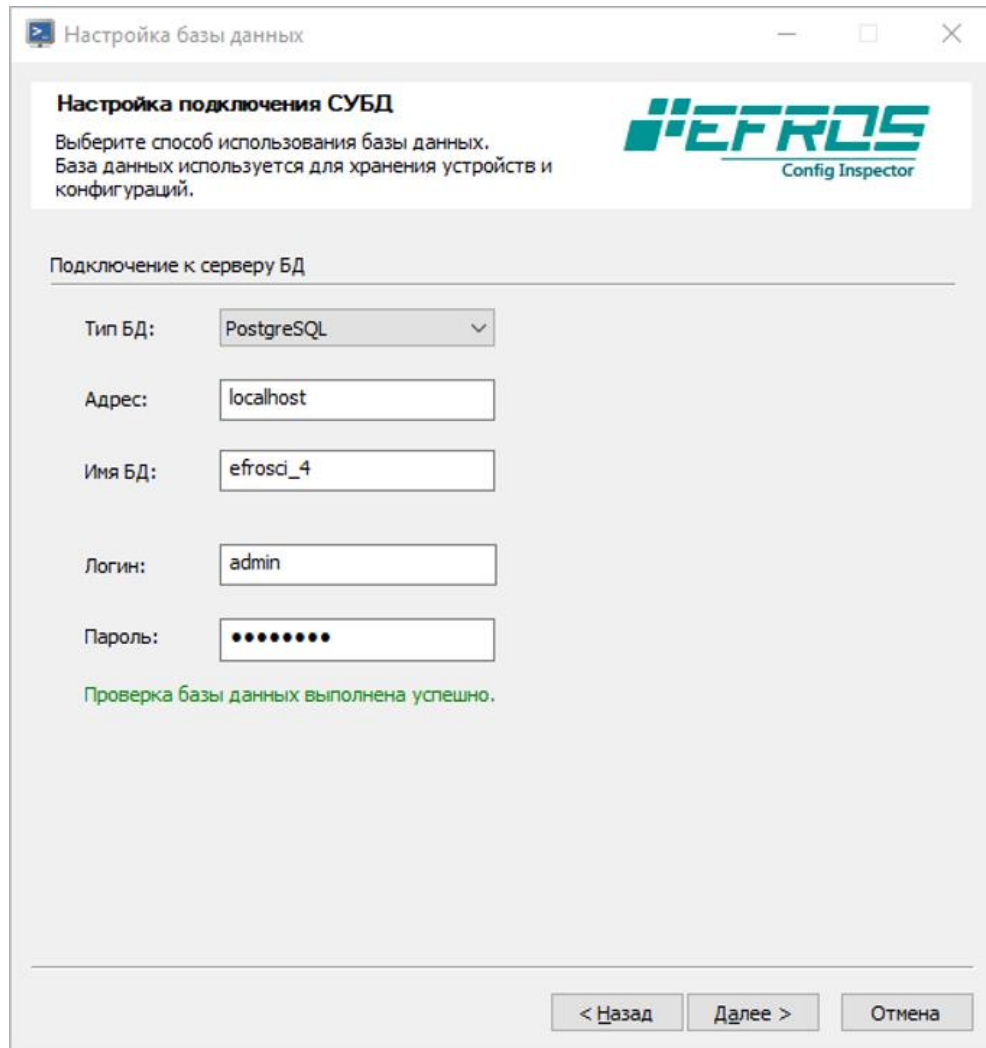 Настройка базы данных
Настройка подключения СУБД
Выберите способ использования базы данных.
База данных используется для хранения устройств и
конфигураций.
EFROS
Config Inspector
Подключение к серверу БД
Тип БД: PostgreSQL
Адрес: localhost
Имя БД: efrosci_4
Логин: admin
Пароль: ••••••••
Проверка базы данных выполнена успешно.
< Назад Далее > Отмена